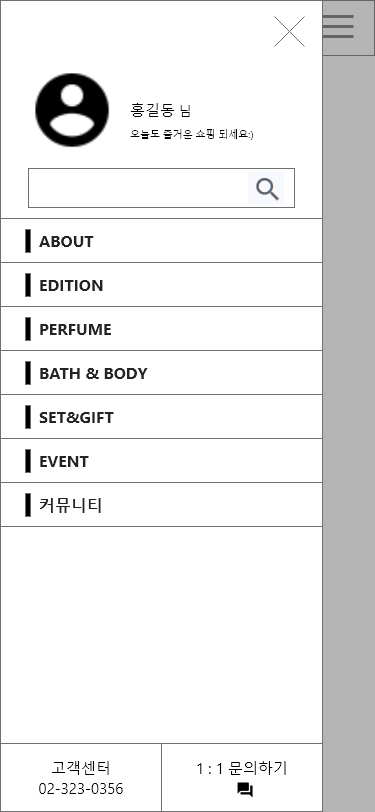 홍길동 님
오늘도 즐거운 쇼핑 되세요:)
ABOUT
EDITION
PERFUME
BATH & BODY
SET&GIFT
EVENT
커뮤니티
고객센터
02-323-0356
1 : 1 문의하기